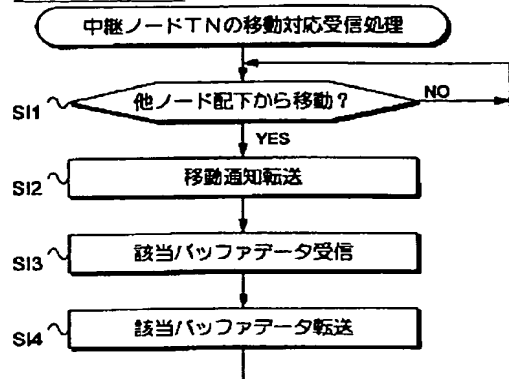 中継ノードTNの移動対応受信処理
SI1
他ノード配下から移動?
NO
YES
SI2
移動通知転送
SI3
該当バッファデータ受信
SI4
該当バッファデータ転送